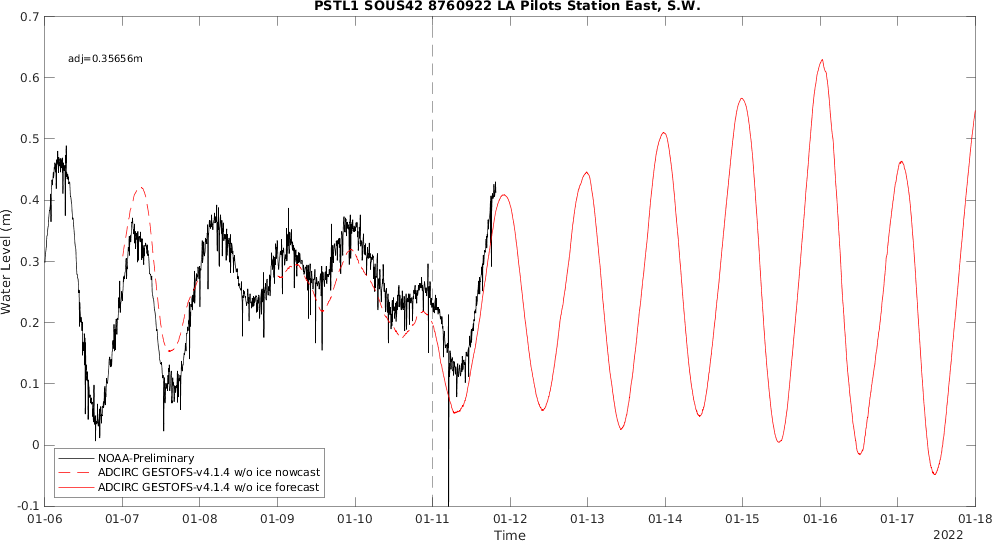 PSTL1 SOUS42 8760922 LA Pilots Station East, S.W.
adj=0.35656m
0.7
0.6
0.5
0.4
0.3
0.2
0.1
0
-0.1
Water Level (m)
NOAA-Preliminary
ADCIRC GESTOFS-v4.1.4 w/o ice nowcast
ADCIRC GESTOFS-v4.1.4 w/o ice forecast
01-06 01-07 01-08 01-09 01-10 01-11 01-12 01-13 01-14 01-15 01-16 01-17 01-18
Time
2022